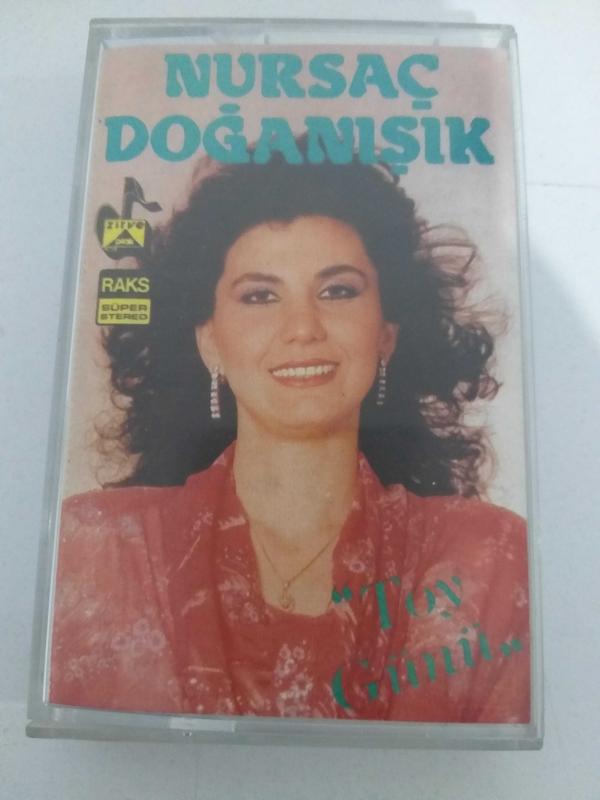 NURSAÇ
DOĞANIŞIK
zirve
RAKS
SÜPER
STEREO
"Toy
Günü"